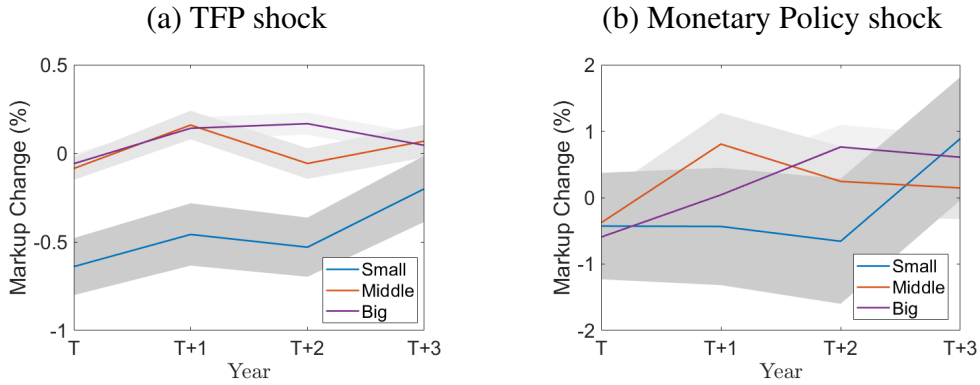 (a) TFP shock
Markup Change (%)
0.5
0
-0.5
-1
T
T+1
T+2
T+3
Year
Small
Middle
Big
(b) Monetary Policy shock
Markup Change (%)
2
1
0
-1
-2
T
T+1
T+2
T+3
Year
Small
Middle
Big